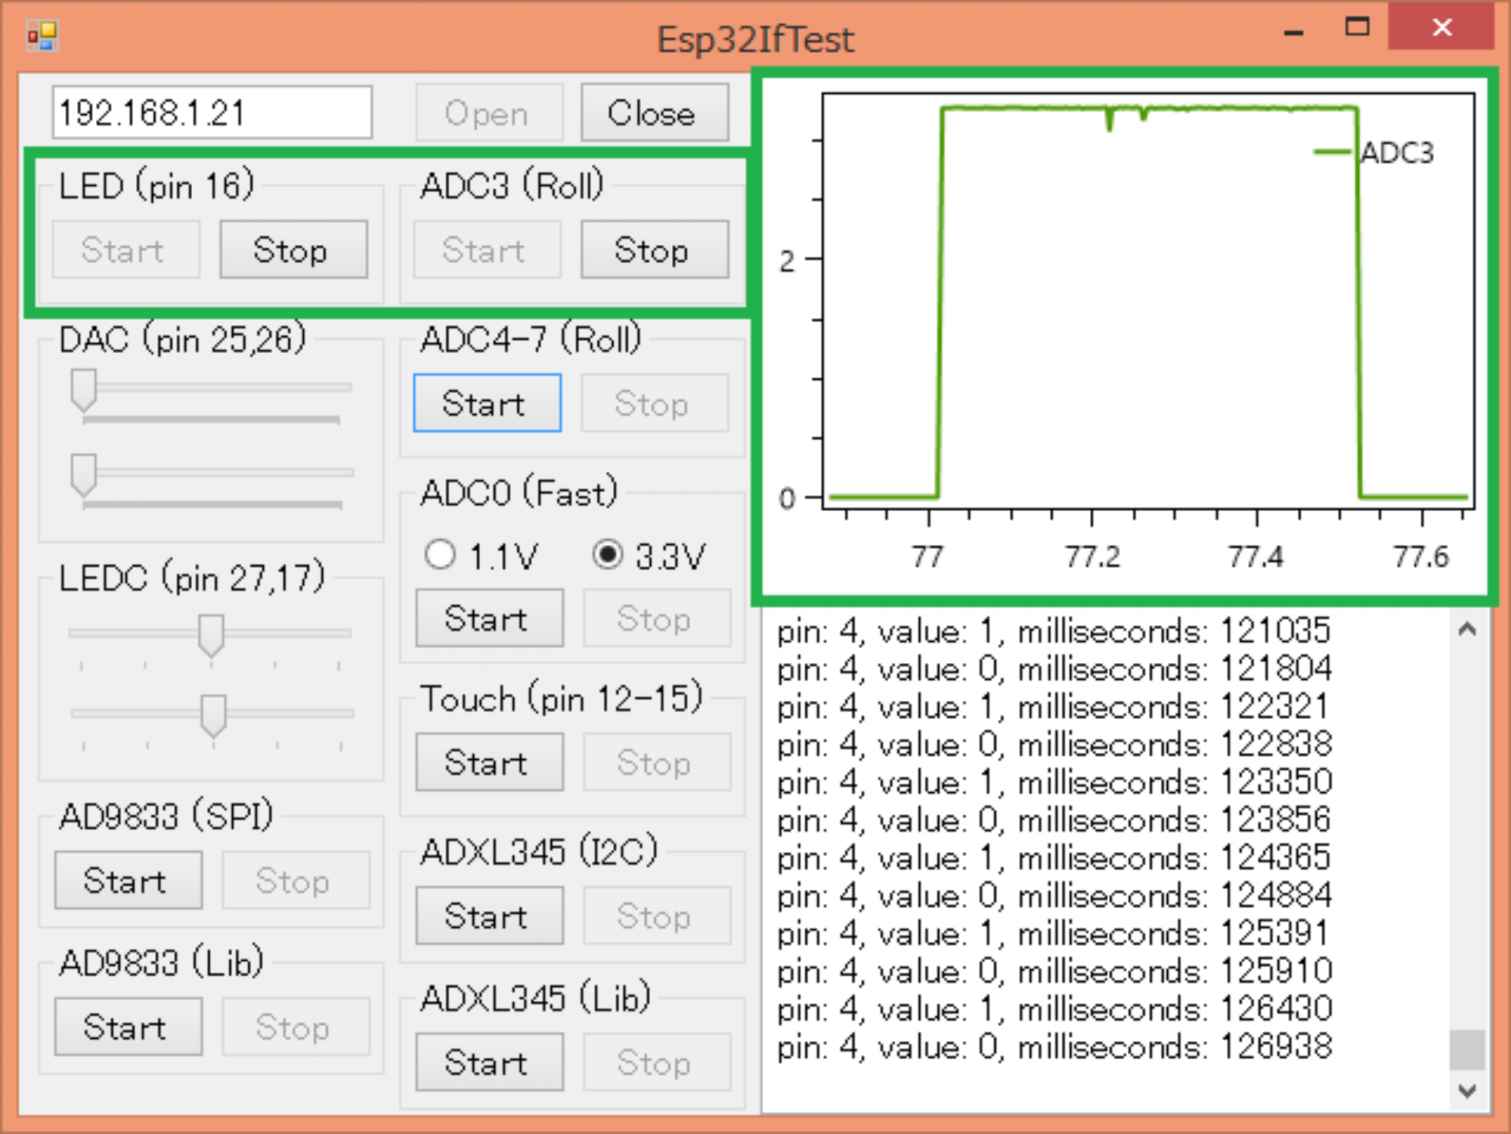 Esp32IfTest
192.168.1.21
Open
Close
LED (pin 16)
Start
Stop
ADC3 (Roll)
Start
Stop
DAC (pin 25,26)
ADC4-7 (Roll)
Start
Stop
ADC0 (Fast)
1.1V
3.3V
Start
Stop
LEDC (pin 27,17)
Touch (pin 12-15)
Start
Stop
AD9833 (SPI)
Start
Stop
ADXL345 (I2C)
Start
Stop
AD9833 (Lib)
Start
Stop
ADXL345 (Lib)
Start
Stop
ADC3
2
0
77
77.2
77.4
77.6
pin: 4, value: 1, milliseconds: 121035
pin: 4, value: 0, milliseconds: 121804
pin: 4, value: 1, milliseconds: 122321
pin: 4, value: 0, milliseconds: 122838
pin: 4, value: 1, milliseconds: 123350
pin: 4, value: 0, milliseconds: 123856
pin: 4, value: 1, milliseconds: 124365
pin: 4, value: 0, milliseconds: 124884
pin: 4, value: 1, milliseconds: 125391
pin: 4, value: 0, milliseconds: 125910
pin: 4, value: 1, milliseconds: 126430
pin: 4, value: 0, milliseconds: 126938